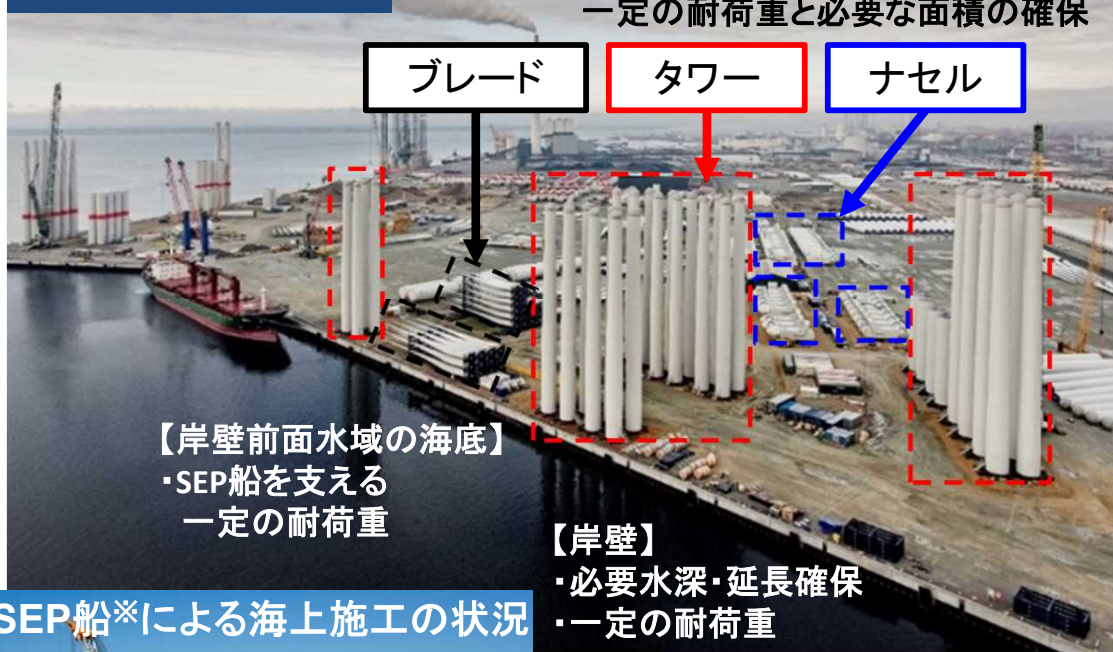 一定の耐荷重と必要な面積の確保
ブレード
タワー
ナセル
【岸壁前面水域の海底】
・SEP船を支える
一定の耐荷重
【岸壁】
・必要水深・延長確保
・一定の耐荷重
SEP船※による海上施工の状況